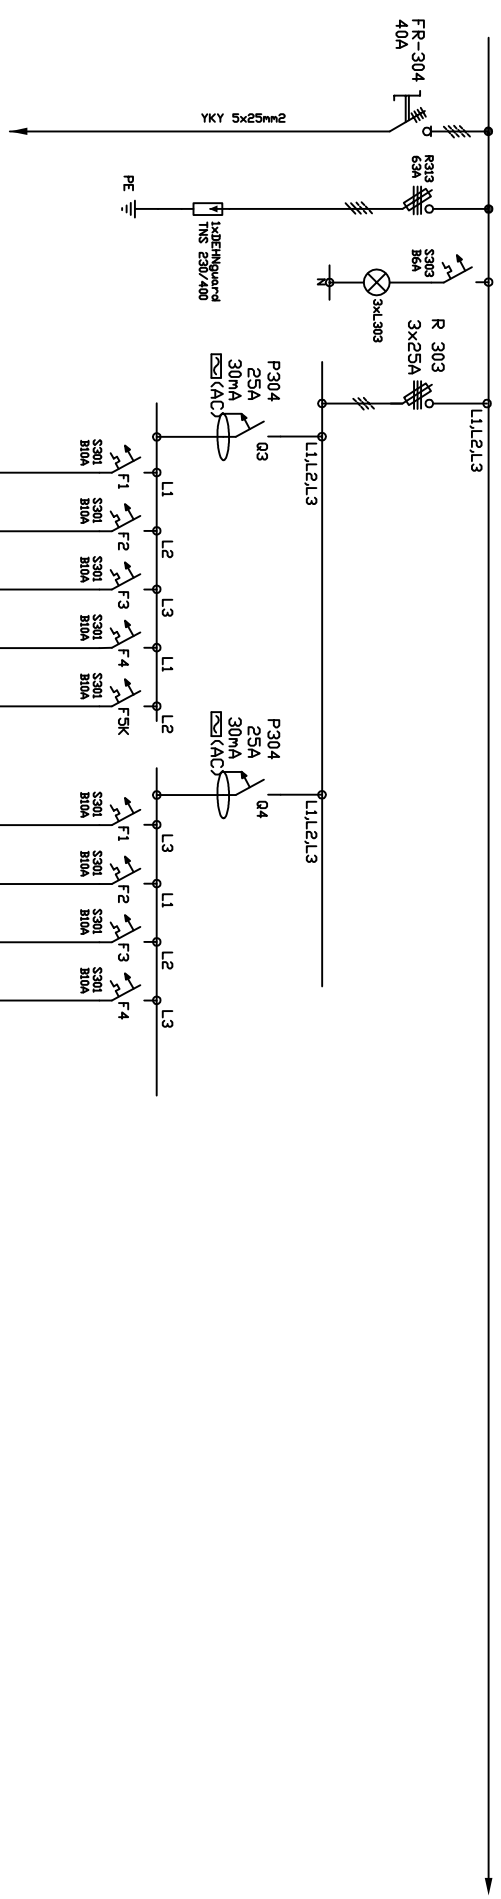 FR-304
40A
YKY 5x25mm2
R313
63A
1xDEHNguard
TNS 230/400
PE
S303
B6A
3xL303
N
R 303
3x25A
L1,L2,L3
L1,L2,L3
P304
25A
30mA
(AC)
Q3
L1
F1
S301
B10A
L2
F2
S301
B10A
L3
F3
S301
B10A
L1
F4
S301
B10A
L2
F5K
S301
B10A
L1,L2,L3
P304
25A
30mA
(AC)
Q4
L3
F1
S301
B10A
L1
F2
S301
B10A
L2
F3
S301
B10A
L3
F4
S301
B10A